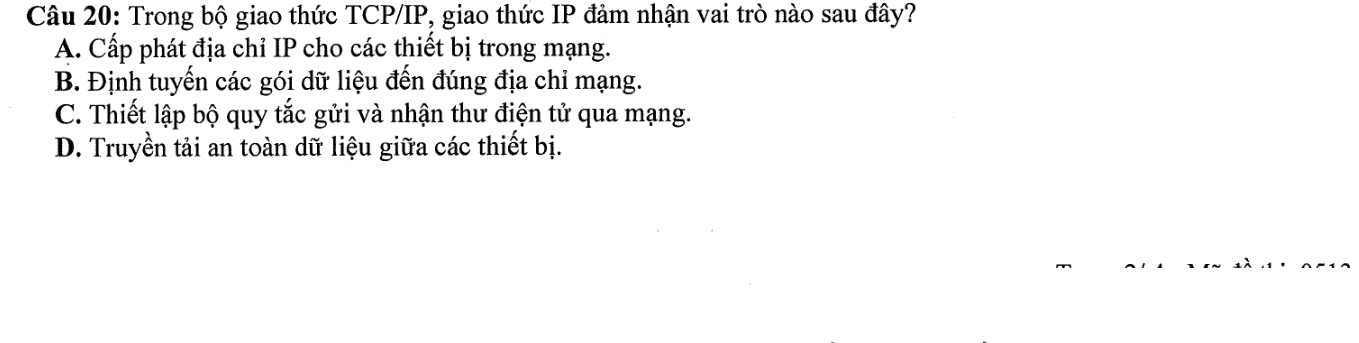 Câu 20: Trong bộ giao thức TCP/IP, giao thức IP đảm nhận vai trò nào sau đây?
A. Cấp phát địa chỉ IP cho các thiết bị trong mạng.
B. Định tuyến các gói dữ liệu đến đúng địa chỉ mạng.
C. Thiết lập bộ quy tắc gửi và nhận thư điện tử qua mạng.
D. Truyền tải an toàn dữ liệu giữa các thiết bị.